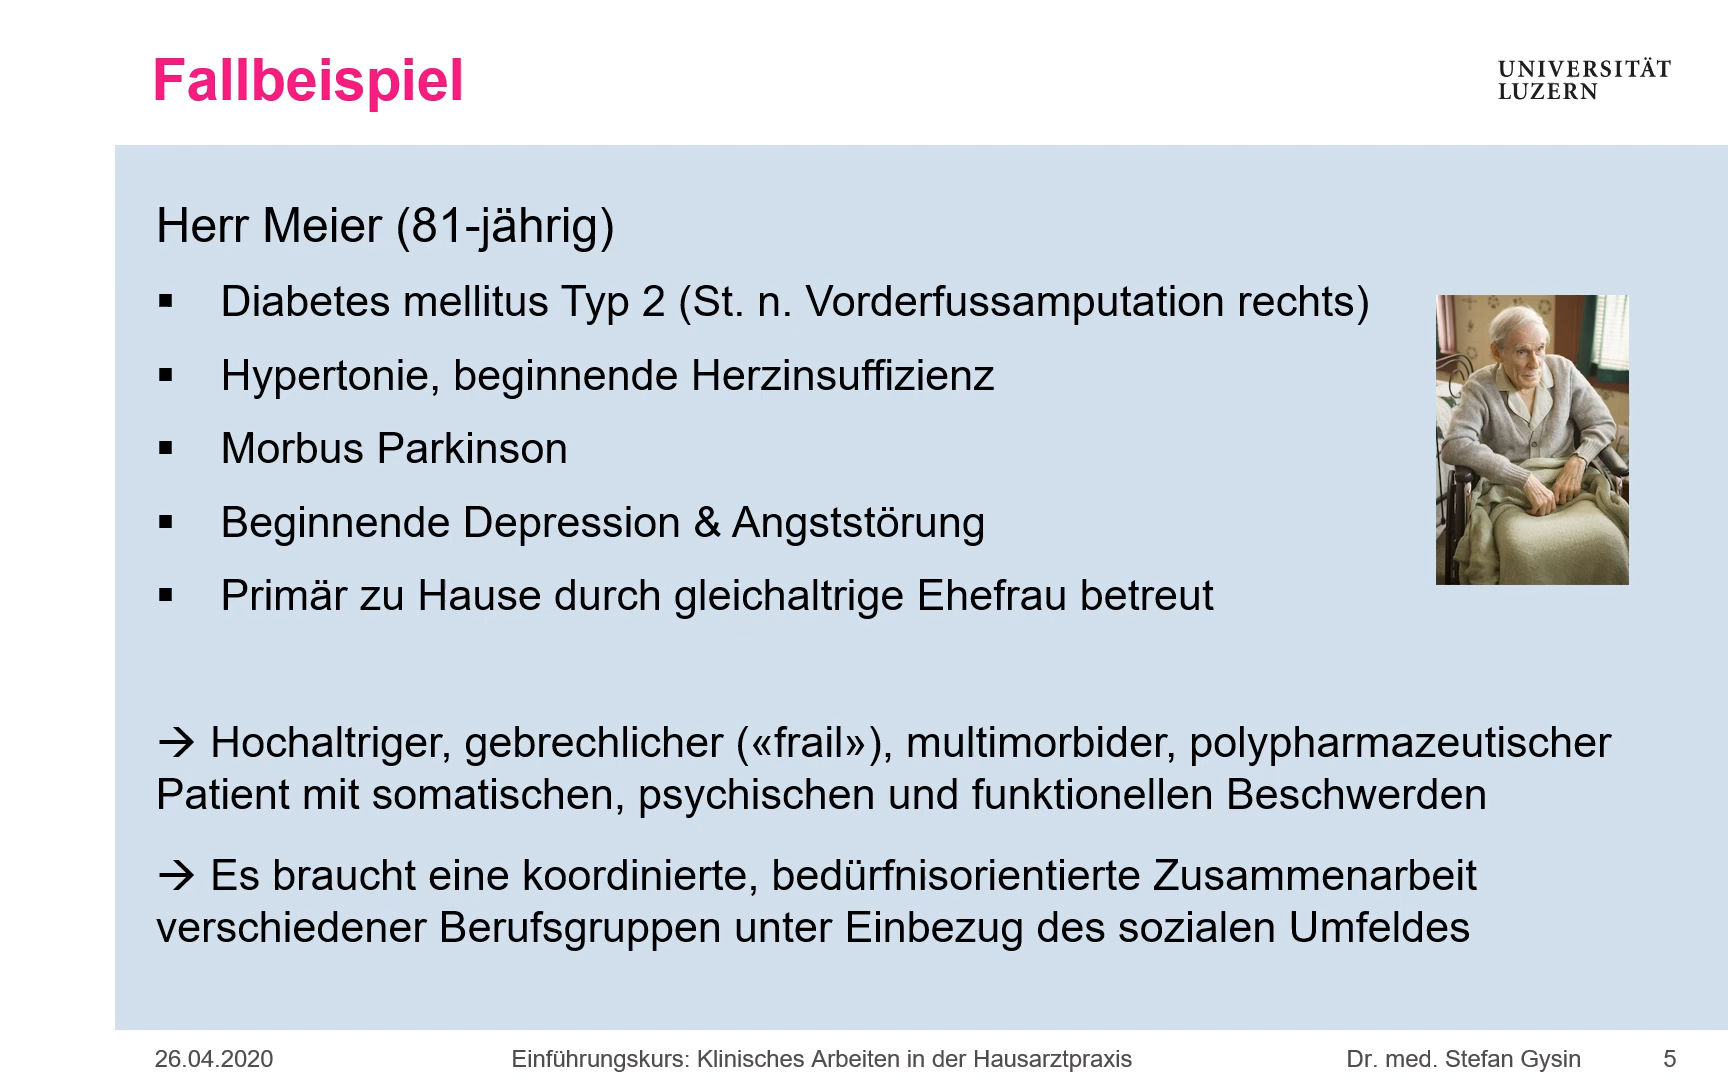 Fallbeispiel
UNIVERSITÄT
LUZERN
Herr Meier (81-jährig)
▪ Diabetes mellitus Typ 2 (St. n. Vorderfussamputation rechts)
▪ Hypertonie, beginnende Herzinsuffizienz
▪ Morbus Parkinson
▪ Beginnende Depression & Angststörung
▪ Primär zu Hause durch gleichaltrige Ehefrau betreut
→ Hochaltriger, gebrechlicher («frail»), multimorbider, polypharmazeutischer
Patient mit somatischen, psychischen und funktionellen Beschwerden
→ Es braucht eine koordinierte, bedürfnisorientierte Zusammenarbeit
verschiedener Berufsgruppen unter Einbezug des sozialen Umfeldes
26.04.2020 Einführungskurs: Klinisches Arbeiten in der Hausarztpraxis Dr. med. Stefan Gysin 5